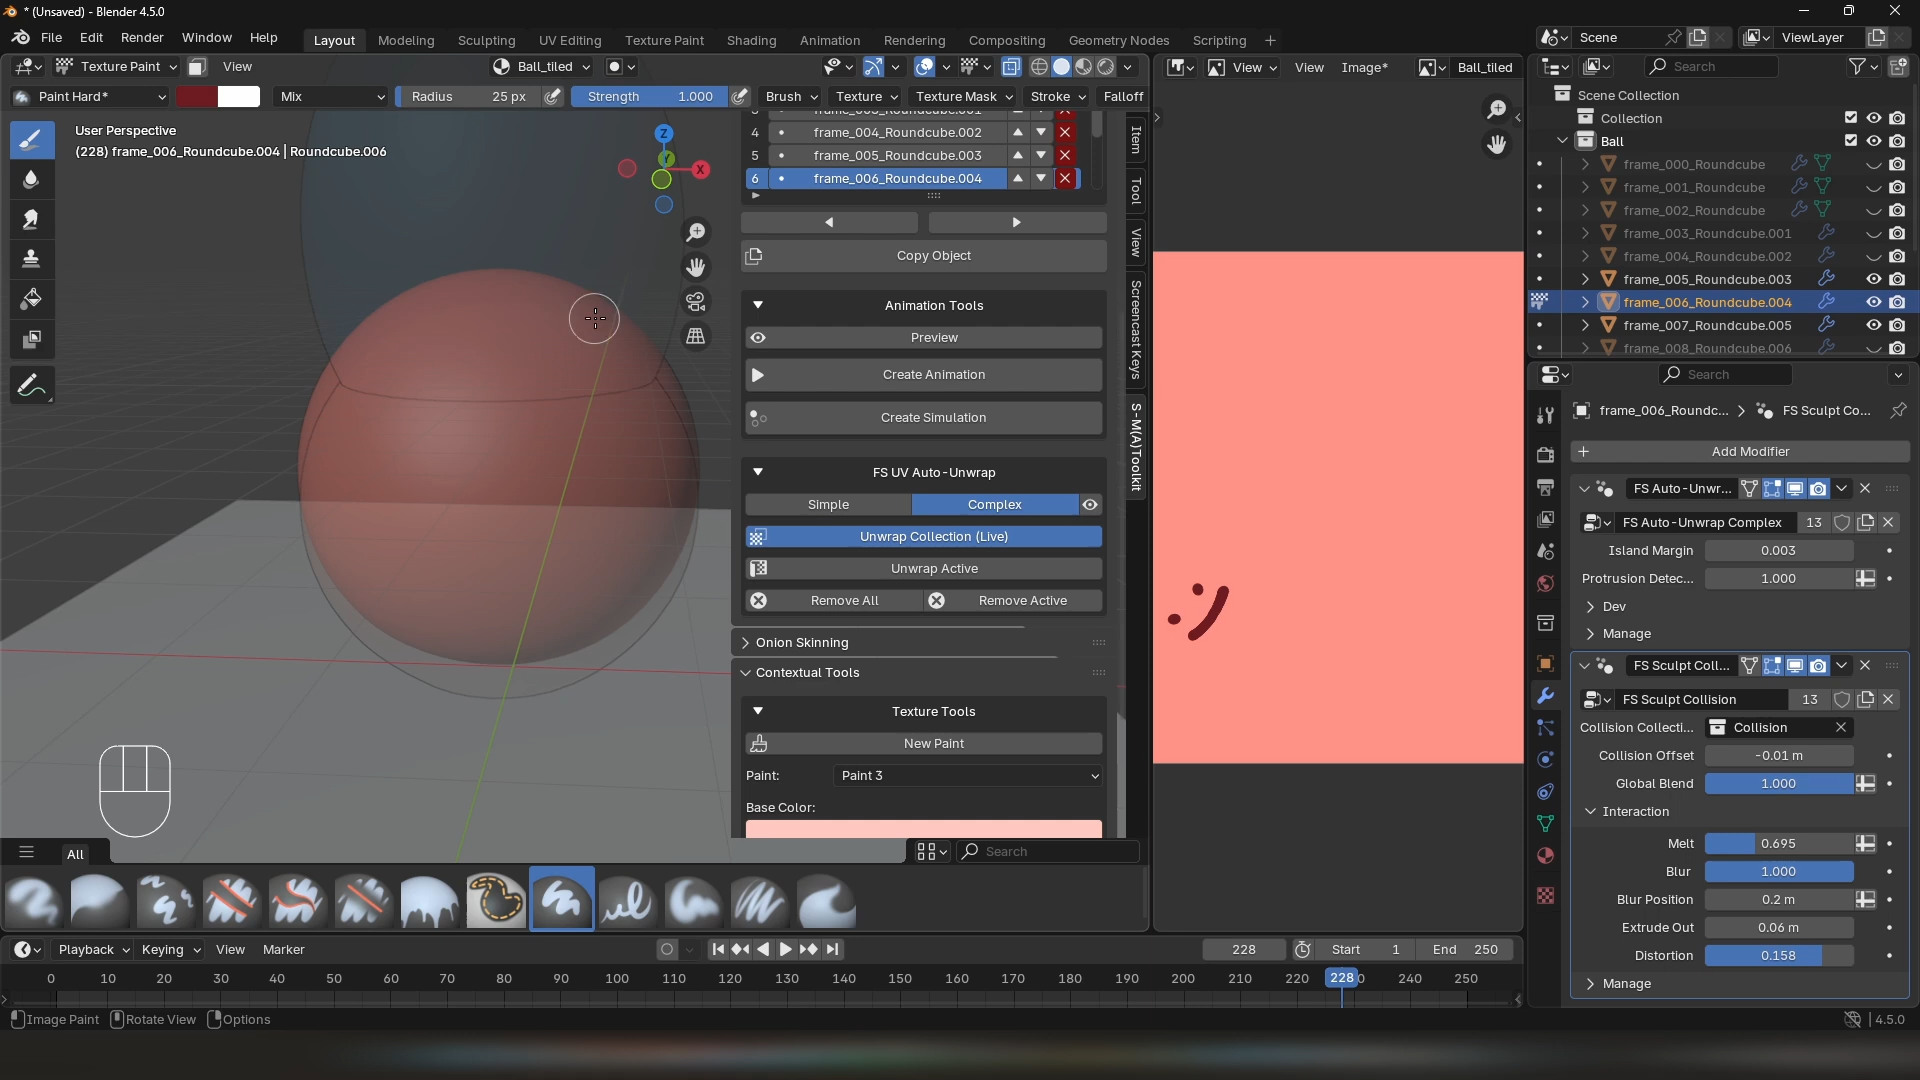 * (Unsaved) - Blender 4.5.0
File Edit Render Window Help Layout Modeling Sculpting UV Editing Texture Paint Shading Animation Rendering Compositing Geometry Nodes Scripting + Scene ViewLayer
Texture Paint View Ball_tiled View View Image* Ball_tiled Search
Paint Hard* Mix Radius 25 px Strength 1.000 Brush Texture Texture Mask Stroke Falloff
User Perspective
(228) frame_006_Roundcube.004 | Roundcube.006
Z
Y
X
4 frame_004_Roundcube.002
5 frame_005_Roundcube.003
6 frame_006_Roundcube.004
Copy Object
Animation Tools
Preview
Create Animation
Create Simulation
FS UV Auto-Unwrap
Simple Complex
Unwrap Collection (Live)
Unwrap Active
Remove All Remove Active
Onion Skinning
Contextual Tools
Texture Tools
New Paint
Paint: Paint 3
Base Color:
Item
Tool
View
Screencast Keys
S-M(A)Toolkit
Scene Collection
Collection
Ball
frame_000_Roundcube
frame_001_Roundcube
frame_002_Roundcube
frame_003_Roundcube.001
frame_004_Roundcube.002
frame_005_Roundcube.003
frame_006_Roundcube.004
frame_007_Roundcube.005
frame_008_Roundcube.006
Search
frame_006_Roundc... FS Sculpt Co...
Add Modifier
FS Auto-Unwr...
FS Auto-Unwrap Complex 13
Island Margin 0.003
Protrusion Detec... 1.000
Dev
Manage
FS Sculpt Coll...
FS Sculpt Collision 13
Collision Collecti... Collision
Collision Offset -0.01 m
Global Blend 1.000
Interaction
Melt 0.695
Blur 1.000
Blur Position 0.2 m
Extrude Out 0.06 m
Distortion 0.158
Manage
All Search
Playback Keying View Marker 228 Start 1 End 250
0 10 20 30 40 50 60 70 80 90 100 110 120 130 140 150 160 170 180 190 200 210 220 228 240 250
Image Paint Rotate View Options 4.5.0